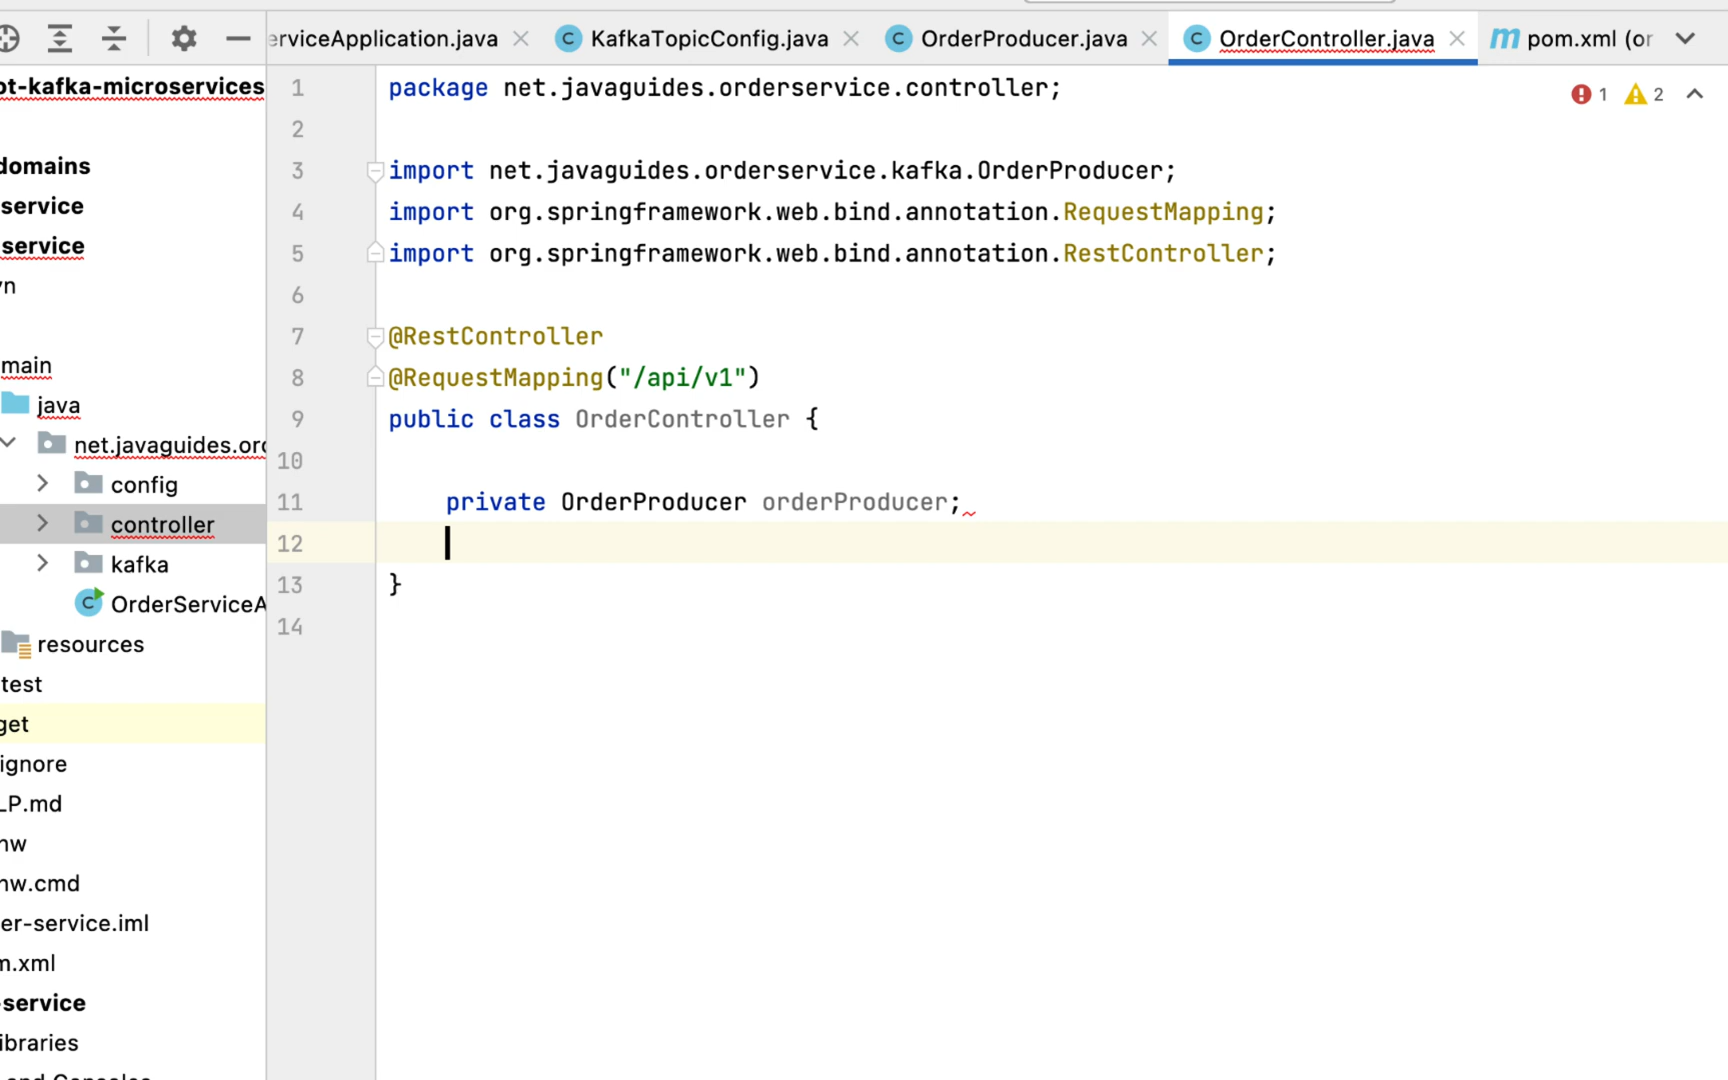 erviceApplication.java
KafkaTopicConfig.java
OrderProducer.java
OrderController.java
pom.xml (or
ot-kafka-microservices
domains
service
service
vn
main
java
net.javaguides.orc
config
controller
kafka
OrderServiceA
resources
test
get
ignore
LP.md
nw
nw.cmd
er-service.iml
m.xml
-service
ibraries
1 package net.javaguides.orderservice.controller;
2
3 import net.javaguides.orderservice.kafka.OrderProducer;
4 import org.springframework.web.bind.annotation.RequestMapping;
5 import org.springframework.web.bind.annotation.RestController;
6
7 @RestController
8 @RequestMapping("/api/v1")
9 public class OrderController {
10
11 private OrderProducer orderProducer;
12
13 }
14
1 2